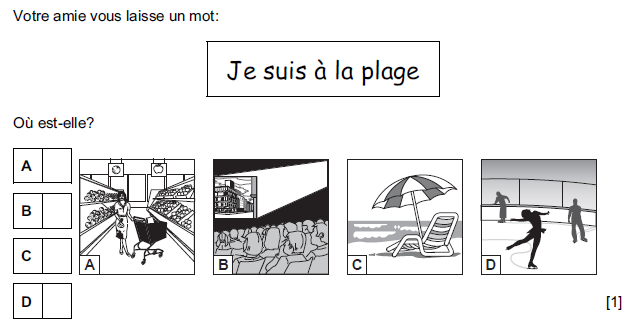 Votre amie vous laisse un mot:
Je suis à la plage
Où est-elle?
A
B
C
D
A
B
C
D
[1]